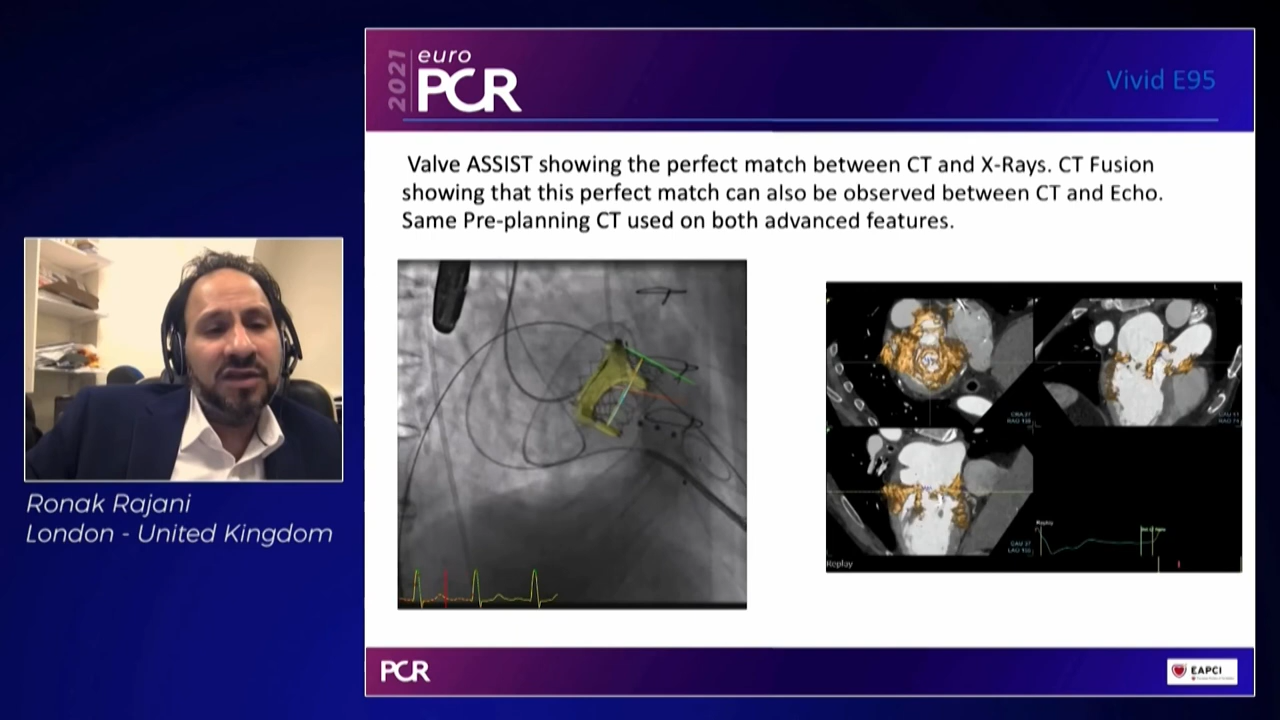 2021
euro
PCR
Vivid E95
Valve ASSIST showing the perfect match between CT and X-Rays. CT Fusion
showing that this perfect match can also be observed between CT and Echo.
Same Pre-planning CT used on both advanced features.
Replay
Replay
Ronak Rajani
London - United Kingdom
PCR
EAPCI